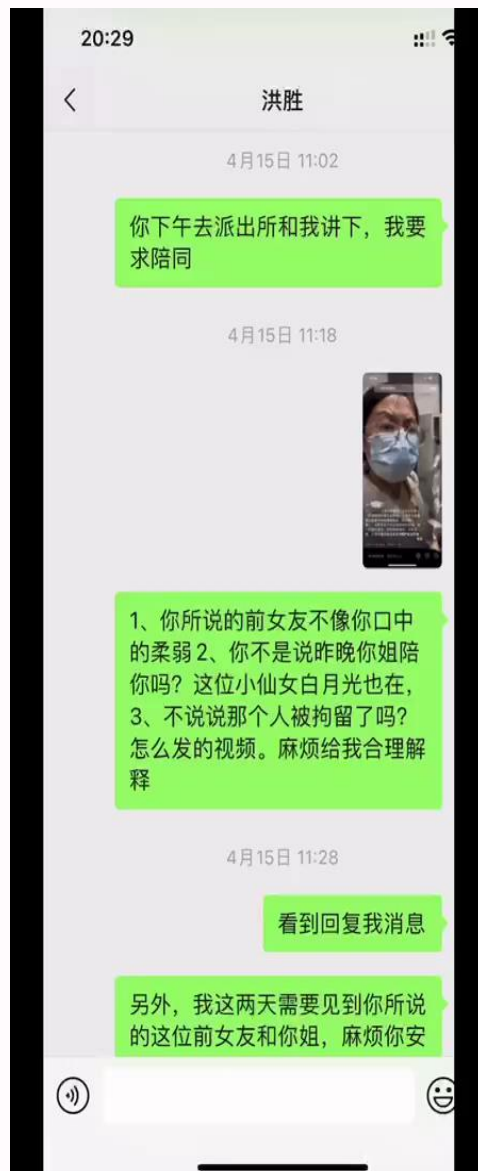 20:29
洪胜
4月15日 11:02
你下午去派出所和我讲下，我要
求陪同
4月15日 11:18
1、你所说的前女友不像你口中
的柔弱 2、你不是说昨晚你姐陪
你吗？这位小仙女白月光也在，
3、不说说那个人被拘留了吗？
怎么发的视频。麻烦给我合理解
释
4月15日 11:28
看到回复我消息
另外，我这两天需要见到你所说
的这位前女友和你姐，麻烦你安